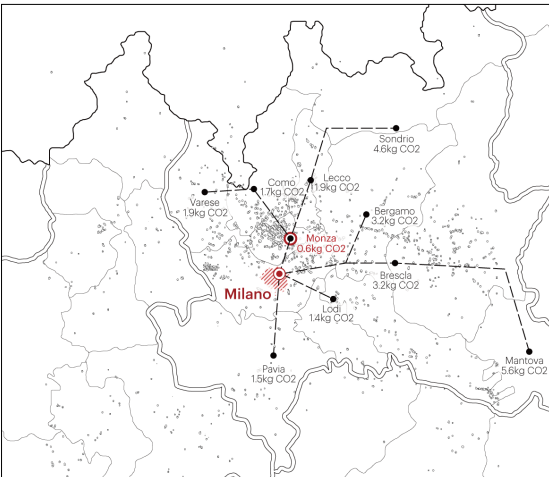 Sondrio
4.6kg CO2
Como
1.7kg CO2
Lecco
1.9kg CO2
Varese
1.9kg CO2
Bergamo
3.2kg CO2
Monza
0.6kg CO2
Brescla
3.2kg CO2
Milano
Lodi
1.4kg CO2
Mantova
5.6kg CO2
Pavia
1.5kg CO2